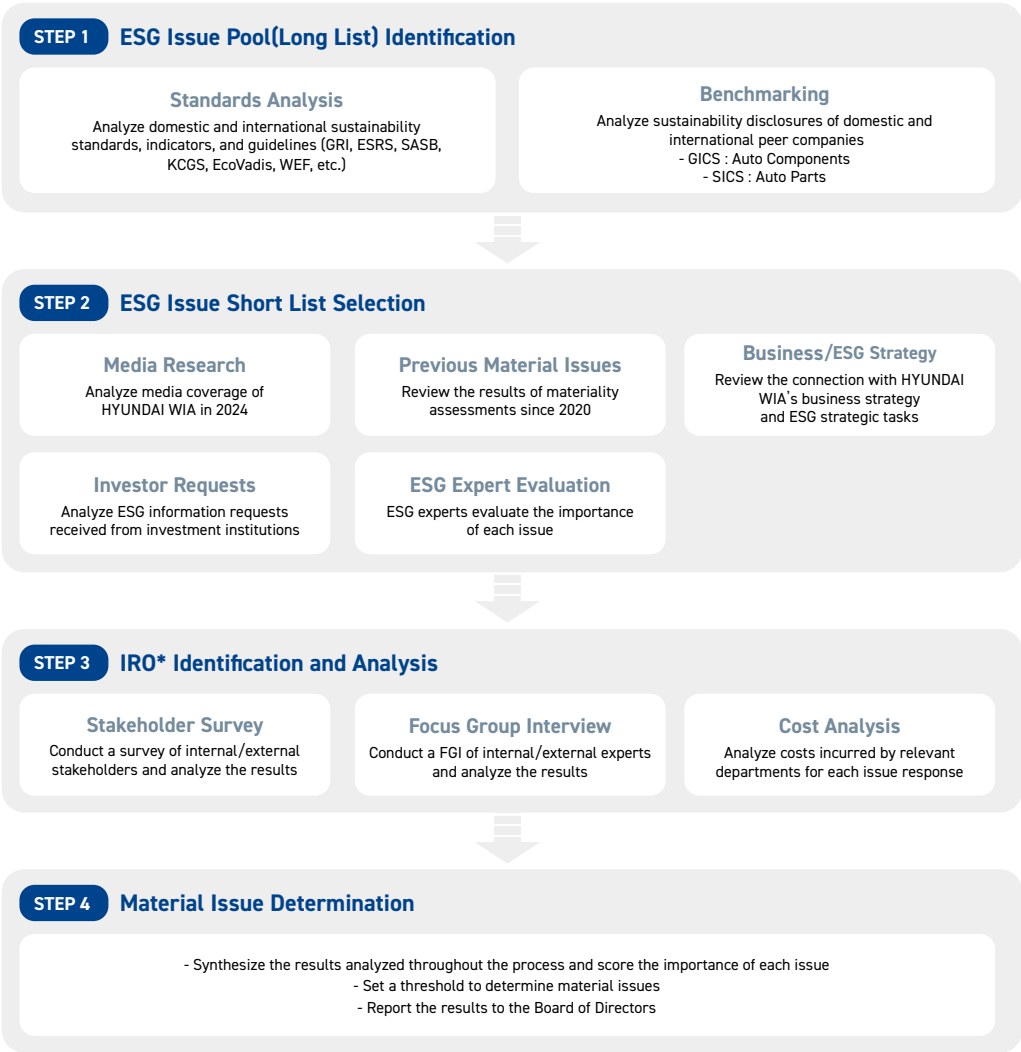 STEP 1
ESG Issue Pool(Long List) Identification
Standards Analysis
Analyze domestic and international sustainability
standards, indicators, and guidelines (GRI, ESRS, SASB,
KCGS, EcoVadis, WEF, etc.)
Benchmarking
Analyze sustainability disclosures of domestic and
international peer companies
- GICS : Auto Components
- SICS : Auto Parts
STEP 2
ESG Issue Short List Selection
Media Research
Analyze media coverage of
HYUNDAI WIA in 2024
Previous Material Issues
Review the results of materiality
assessments since 2020
Business/ESG Strategy
Review the connection with HYUNDAI
WIA's business strategy
and ESG strategic tasks
Investor Requests
Analyze ESG information requests
received from investment institutions
ESG Expert Evaluation
ESG experts evaluate the importance
of each issue
STEP 3
IRO* Identification and Analysis
Stakeholder Survey
Conduct a survey of internal/external
stakeholders and analyze the results
Focus Group Interview
Conduct a FGI of internal/external experts
and analyze the results
Cost Analysis
Analyze costs incurred by relevant
departments for each issue response
STEP 4
Material Issue Determination
- Synthesize the results analyzed throughout the process and score the importance of each issue
- Set a threshold to determine material issues
- Report the results to the Board of Directors